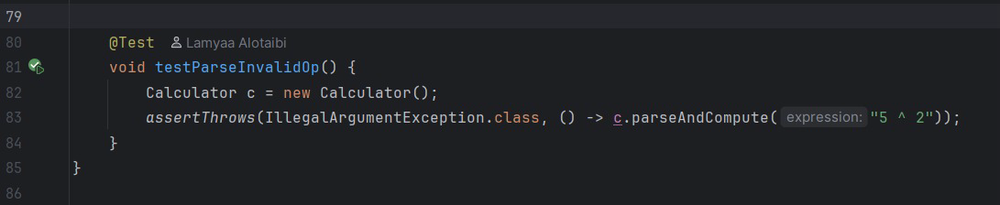 79
80 @Test Lamyaa Alotaibi
81 void testParseInvalidOp() {
82 Calculator c = new Calculator();
83 assertThrows(IllegalArgumentException.class, () -> c.parseAndCompute( expression: "5 ^ 2"));
84 }
85 }
86